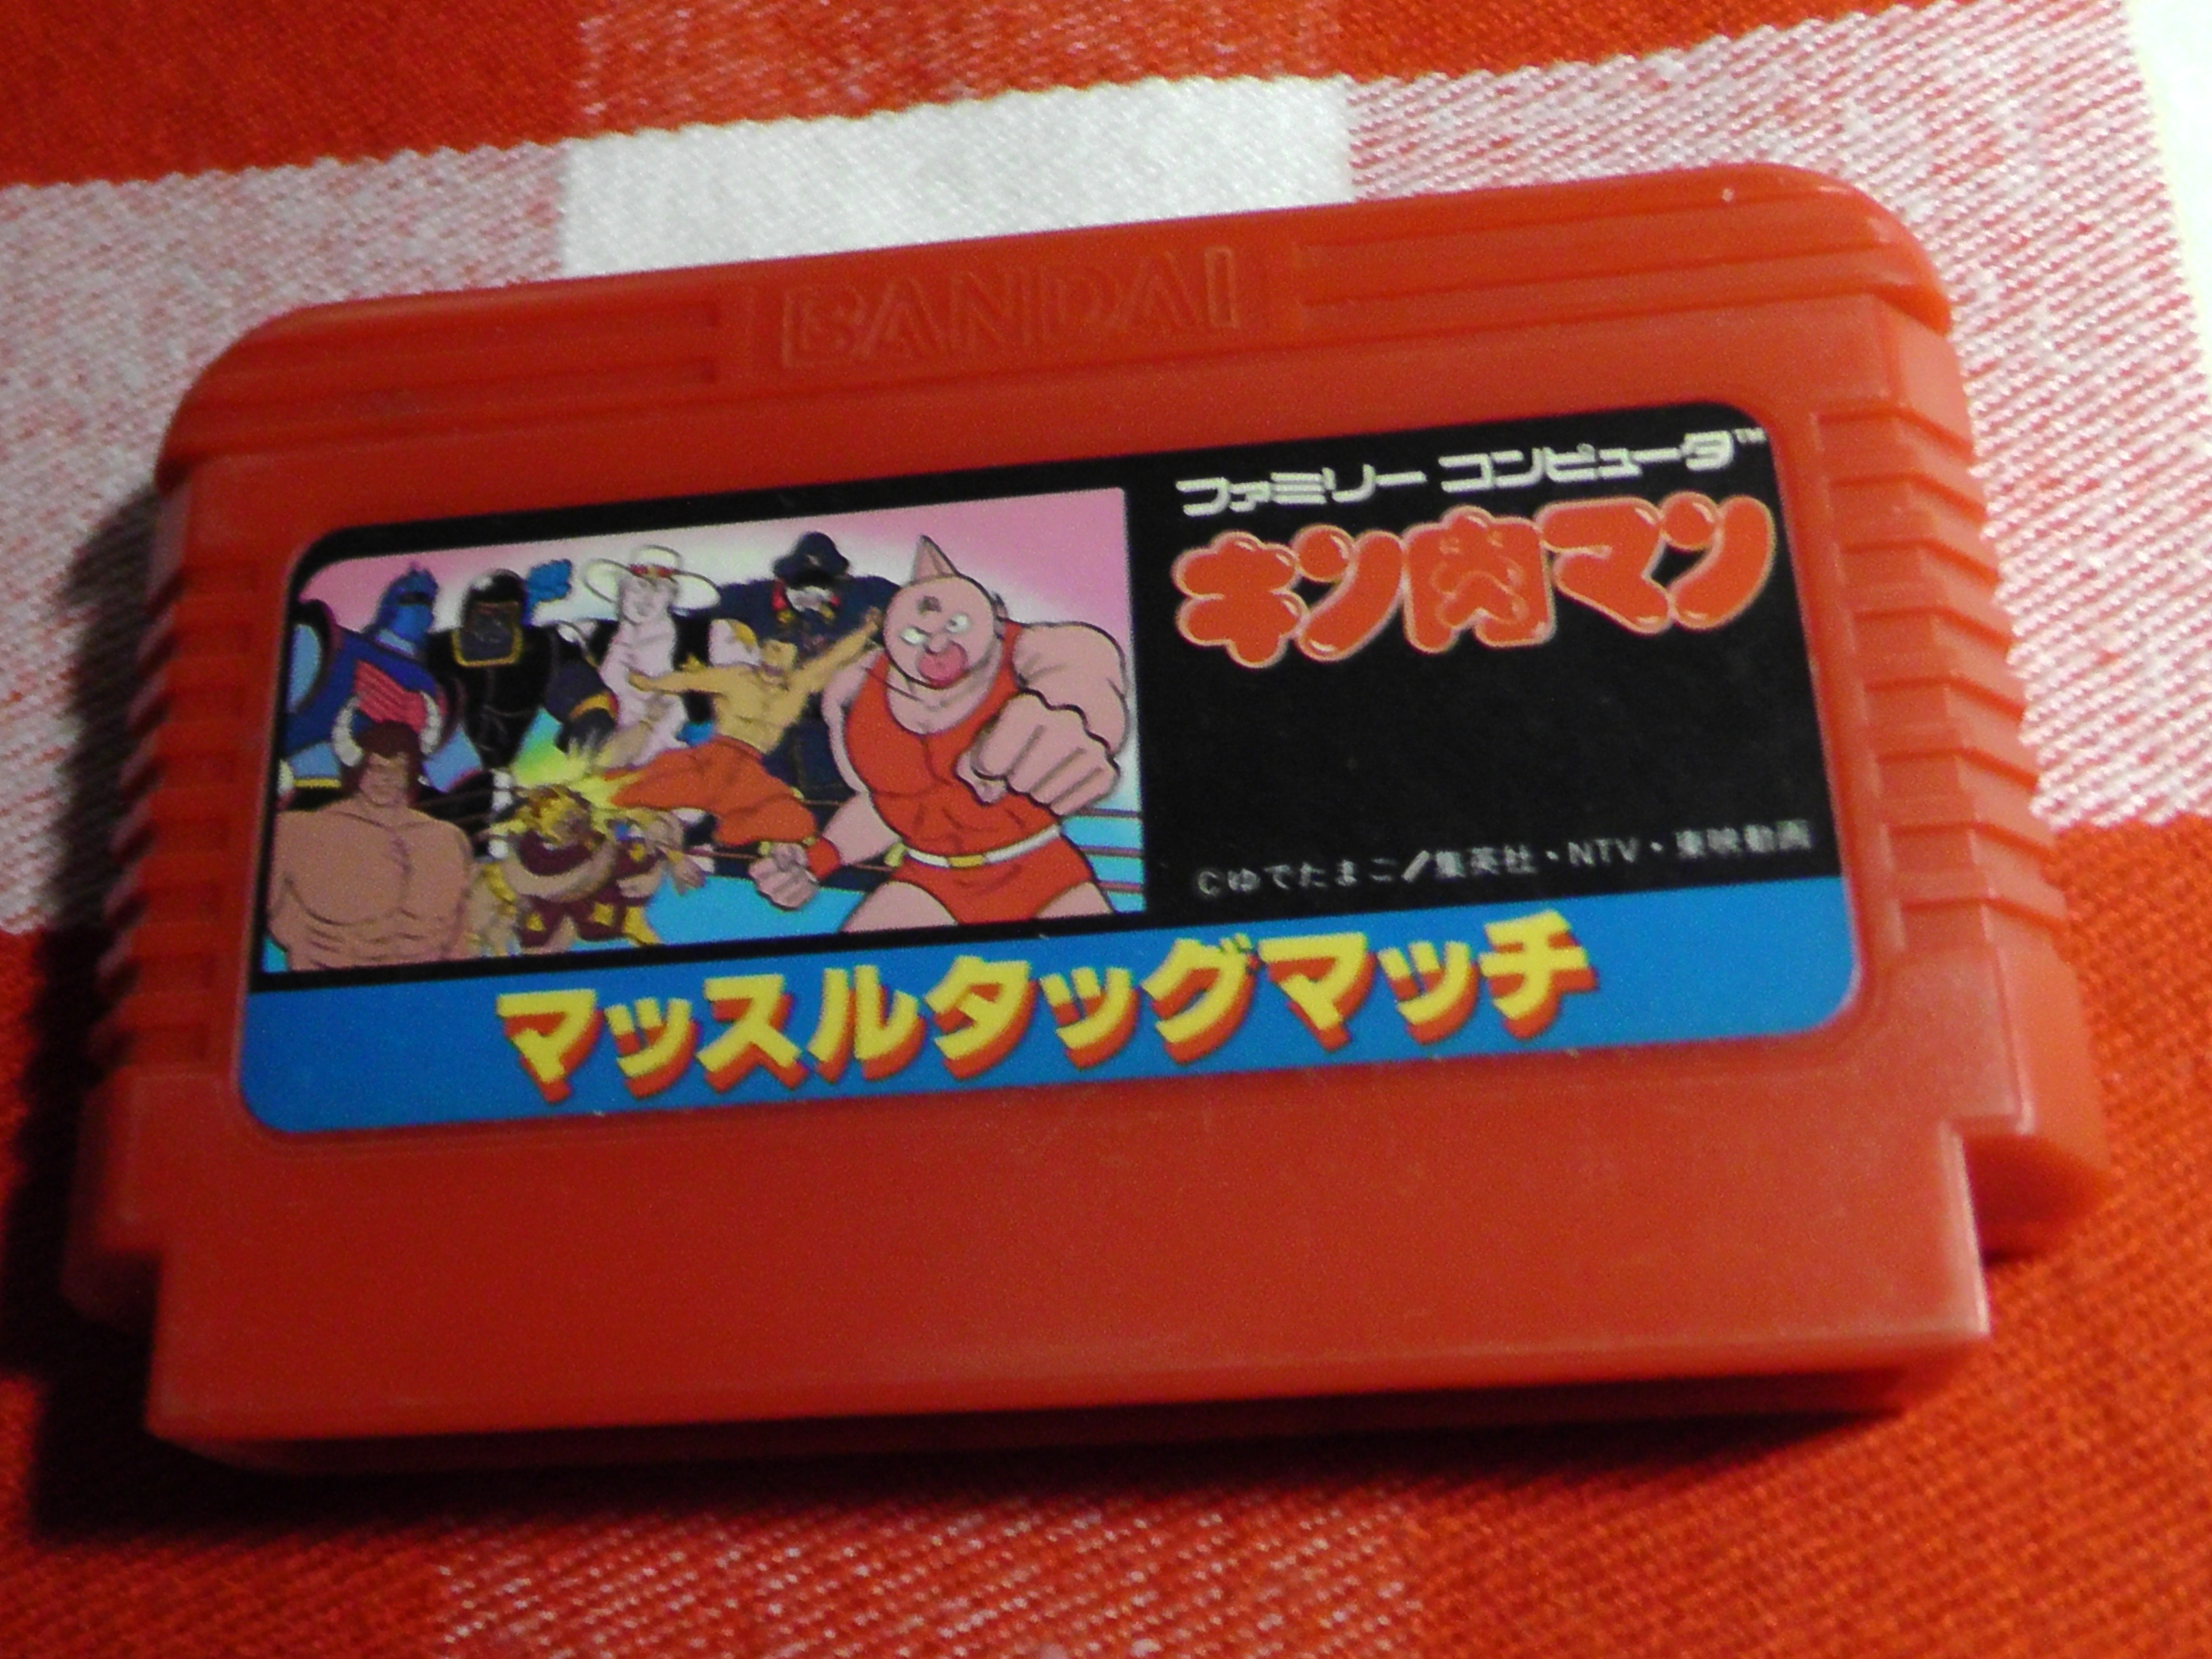 BANDAI
ファミリー コンピュータ™
キン肉マン
©ゆでたまご/集英社・NTV・東映動画
マッスルタッグマッチ